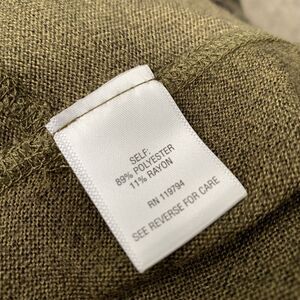 SELF:
89% POLYESTER
11% RAYON
RN 119794
SEE REVERSE FOR CARE